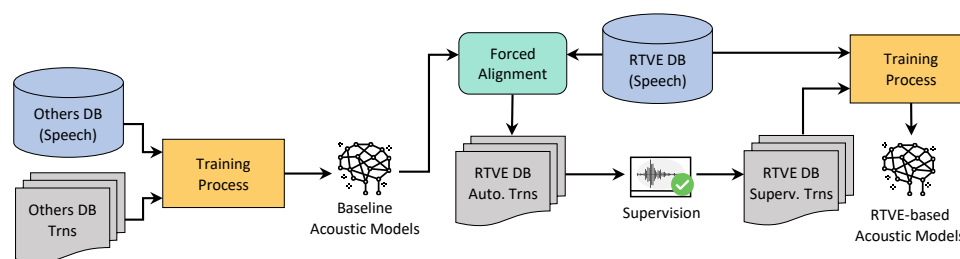 Others DB
(Speech)
Others DB
Trns
Training
Process
Baseline
Acoustic Models
Forced
Alignment
RTVE DB
(Speech)
RTVE DB
Auto. Trns
Supervision
RTVE DB
Superv. Trns
Training
Process
RTVE-based
Acoustic Models